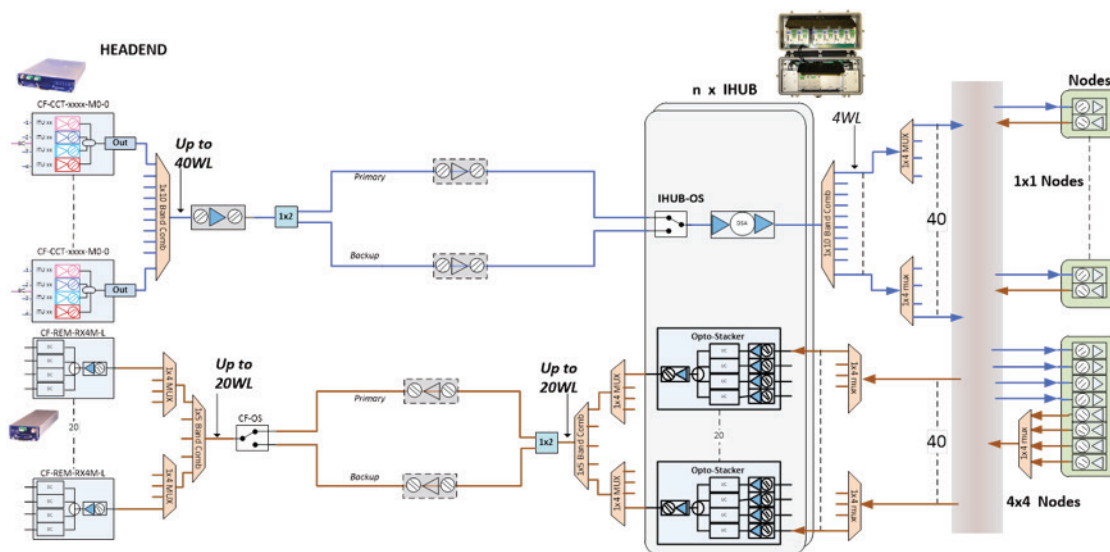 HEADEND
CF-CCT-xxxx-M0-0
Out
Up to
40WL
1x10 Band Comb
1x2
Primary
Backup
n x IHUB
IHUB-OS
DSA
4WL
1x10 Band Comb
1x4 MUX
40
1x4 mux
Nodes
1x1 Nodes
CF-CCT-xxxx-M0-0
Out
CF-REM-RX4M-L
20
CF-REM-RX4M-L
1x4 MUX
1x4 MUX
1x5 Band Comb
Up to
20WL
CF-OS
Primary
Backup
1x2
Up to
20WL
1x5 Band Comb
1x4 MUX
1x4 MUX
Opto-Stacker
20
Opto-Stacker
1x4 mux
1x4 mux
40
1x4 mux
4x4 Nodes